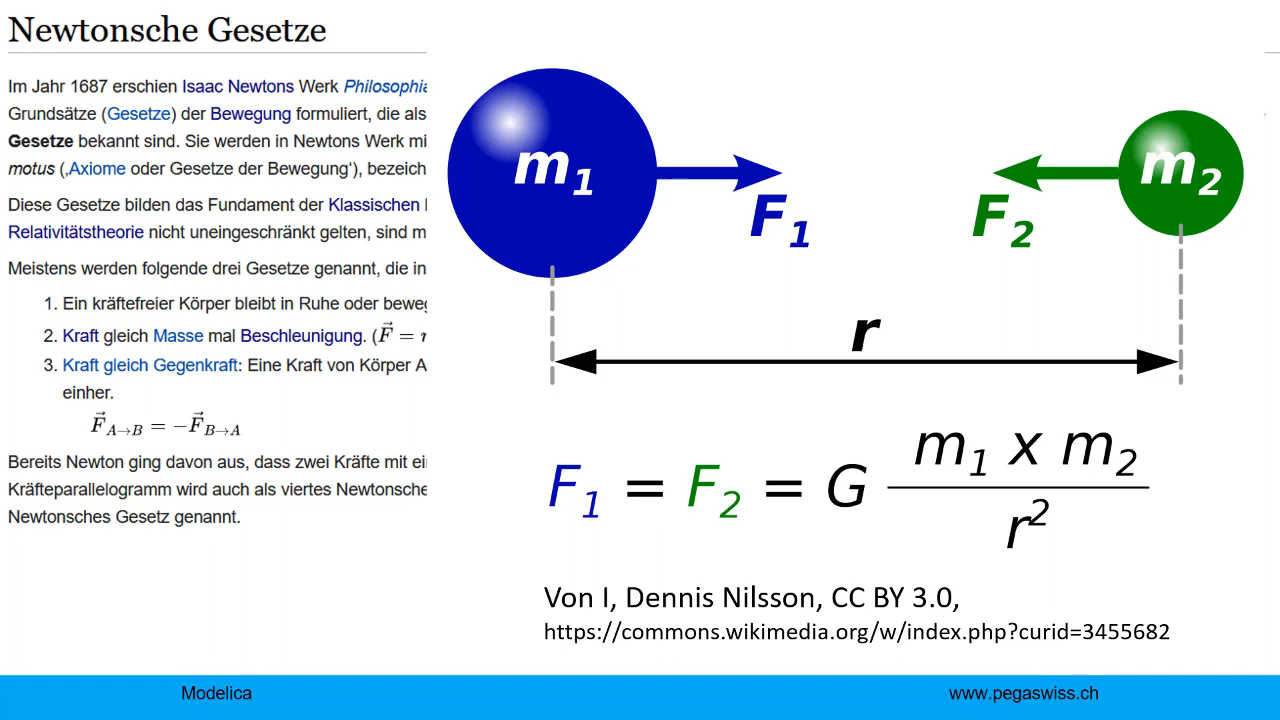 Newtonsche Gesetze
Im Jahr 1687 erschien Isaac Newtons Werk Philosophia
Grundsätze (Gesetze) der Bewegung formuliert, die als
Gesetze bekannt sind. Sie werden in Newtons Werk mi
motus (‚Axiome oder Gesetze der Bewegung‘), bezeich
Diese Gesetze bilden das Fundament der Klassischen
Relativitätstheorie nicht uneingeschränkt gelten, sind m
Meistens werden folgende drei Gesetze genannt, die in
1. Ein kräftefreier Körper bleibt in Ruhe oder beweg
2. Kraft gleich Masse mal Beschleunigung. (F⃗ =
3. Kraft gleich Gegenkraft: Eine Kraft von Körper A
einher.
F⃗ A→B = −F⃗ B→A
Bereits Newton ging davon aus, dass zwei Kräfte mit ei
Kräfteparallelogramm wird auch als viertes Newtonsche
Newtonsches Gesetz genannt.
m₁
m₂
F₁
F₂
r
F₁ = F₂ = G m₁ x m₂
r²
Von I, Dennis Nilsson, CC BY 3.0,
https://commons.wikimedia.org/w/index.php?curid=3455682
Modelica
www.pegaswiss.ch